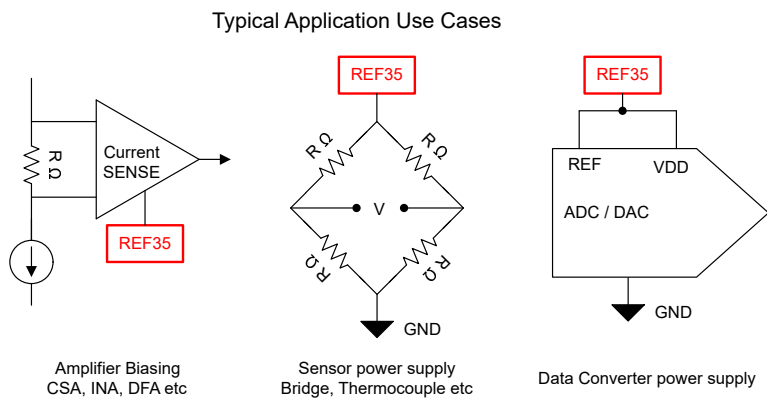 Typical Application Use Cases
R Ω
Current
SENSE
REF35
Amplifier Biasing
CSA, INA, DFA etc
REF35
R Ω
R Ω
V
R Ω
R Ω
GND
Sensor power supply
Bridge, Thermocouple etc
REF35
REF
VDD
ADC / DAC
GND
Data Converter power supply